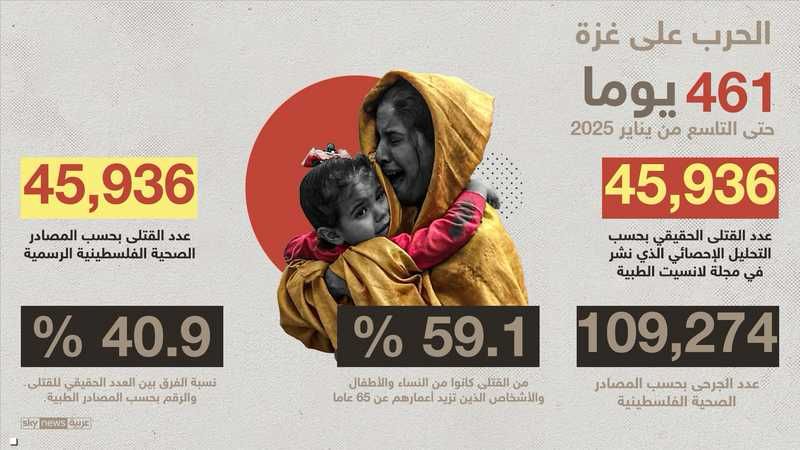 الحرب على غزة
461 يوما
حتى التاسع من يناير 2025
45,936
عدد القتلى الحقيقي بحسب
التحليل الإحصائي الذي نشر
في مجلة لانسيت الطبية
45,936
عدد القتلى بحسب المصادر
الصحية الفلسطينية الرسمية
109,274
عدد الجرحى بحسب المصادر
الصحية الفلسطينية
% 59.1
من القتلى كانوا من النساء والأطفال
والأشخاص الذين تزيد أعمارهم عن 65 عاما
% 40.9
نسبة الفرق بين العدد الحقيقي للقتلى.
والرقم بحسب المصادر الطبية.
sky news عربية